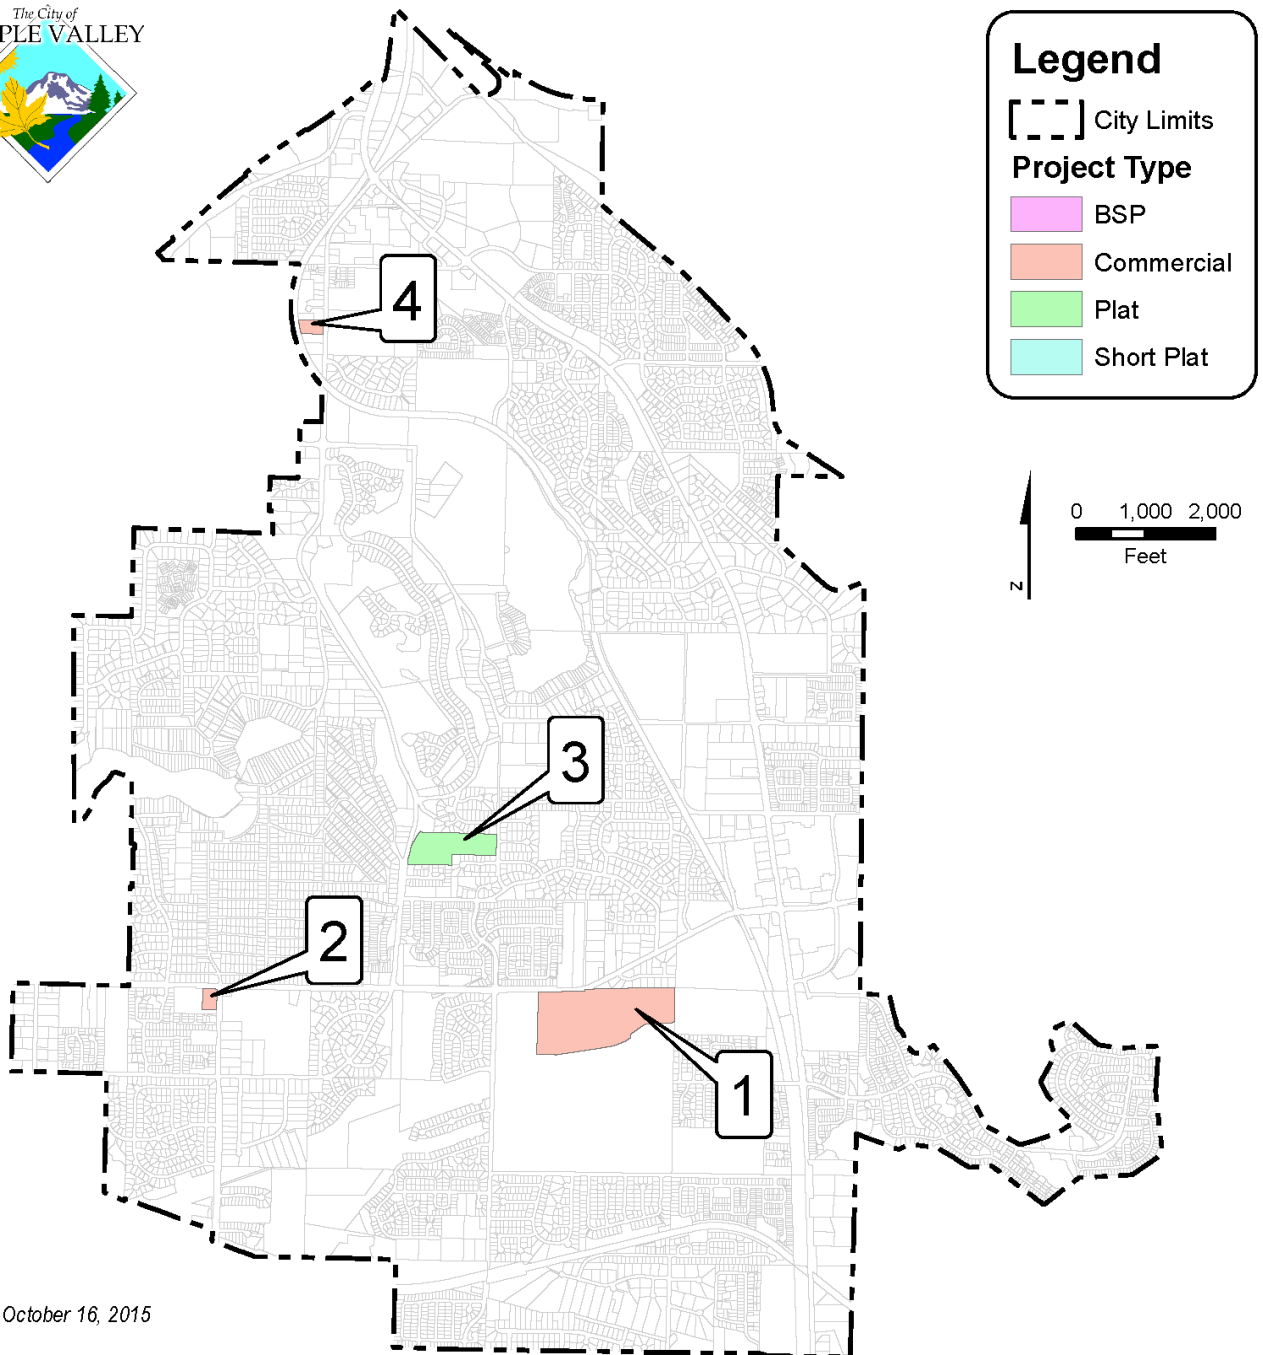 The City of
PLE VALLEY
Legend
City Limits
Project Type
BSP
Commercial
Plat
Short Plat
0 1,000 2,000
Feet
N
4
3
2
1
October 16, 2015